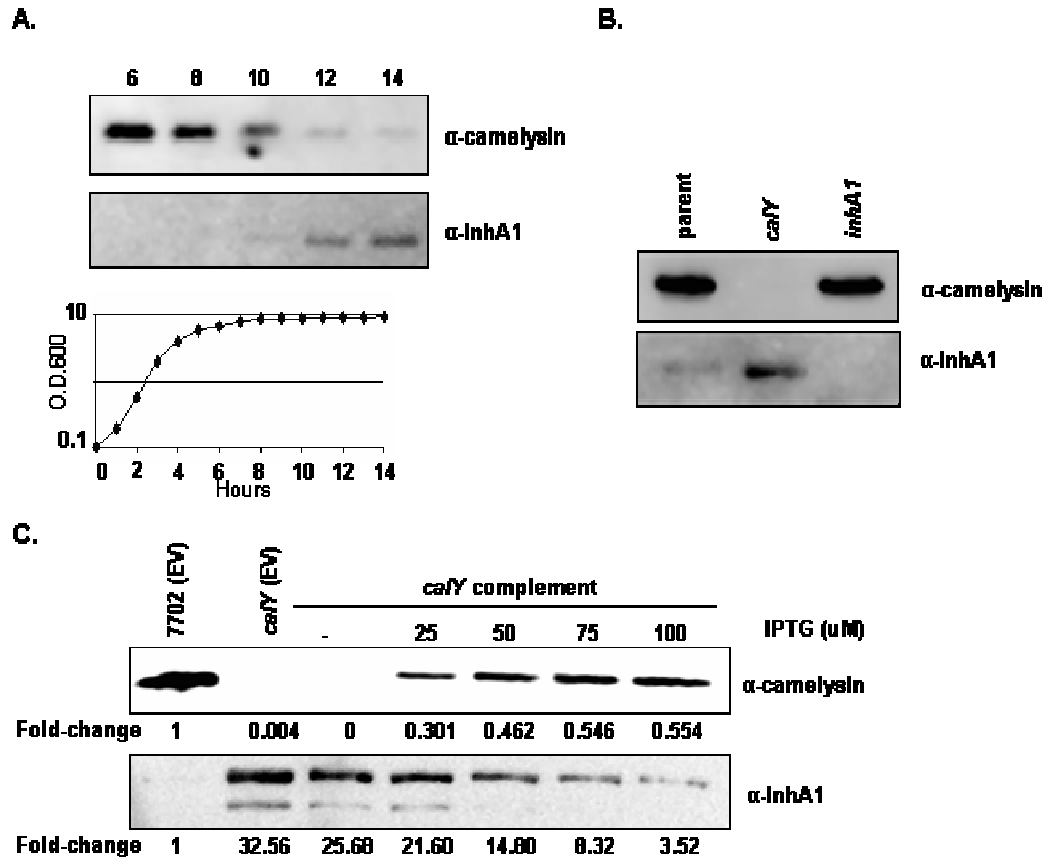 A.
6 8 10 12 14
α-camelysin
α-InhA1
10
O.D.600
0.1
0 2 4 6 8 10 12 14
Hours
B.
parent calY inhA1
α-camelysin
α-InhA1
C.
7702 (EV) calY (EV) calY complement
- 25 50 75 100 IPTG (uM)
α-camelysin
Fold-change 1 0.004 0 0.301 0.462 0.546 0.554
α-InhA1
Fold-change 1 32.56 25.68 21.60 14.80 8.32 3.52